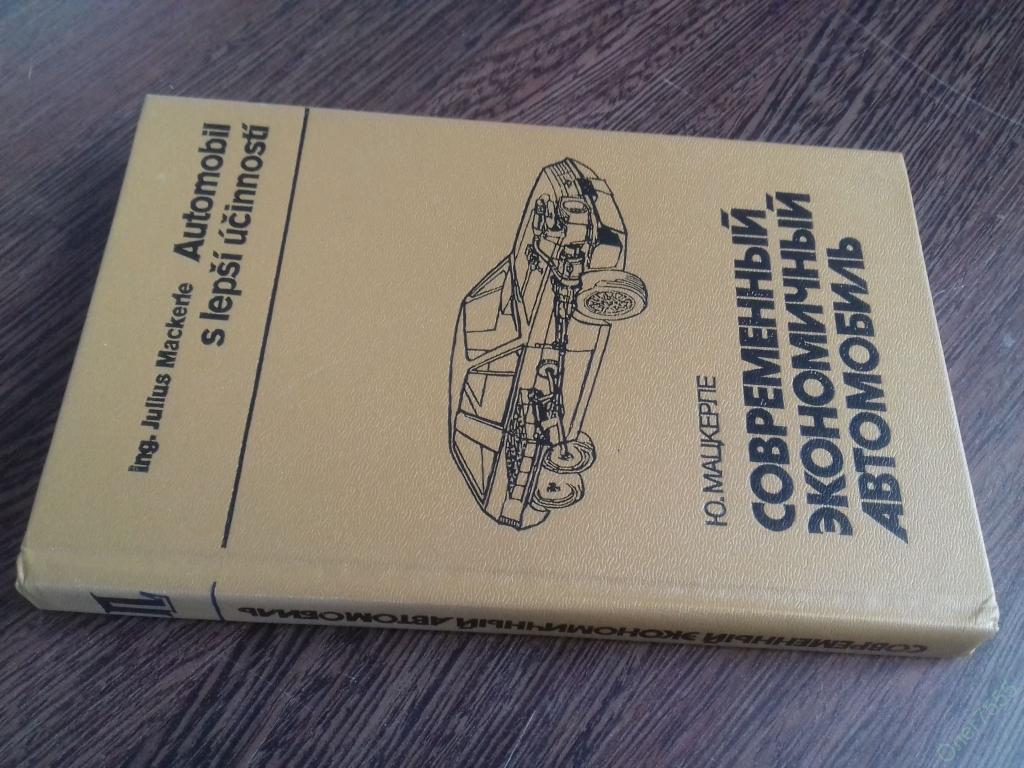 ing. Julius Mackerle
Automobil
s lepší účinností
Ю. МАЦКЕРЛЕ
СОВРЕМЕННЫЙ
ЭКОНОМИЧНЫЙ
АВТОМОБИЛЬ
СОВРЕМЕННЫЙ ЭКОНОМИЧНЫЙ АВТОМОБИЛЬ